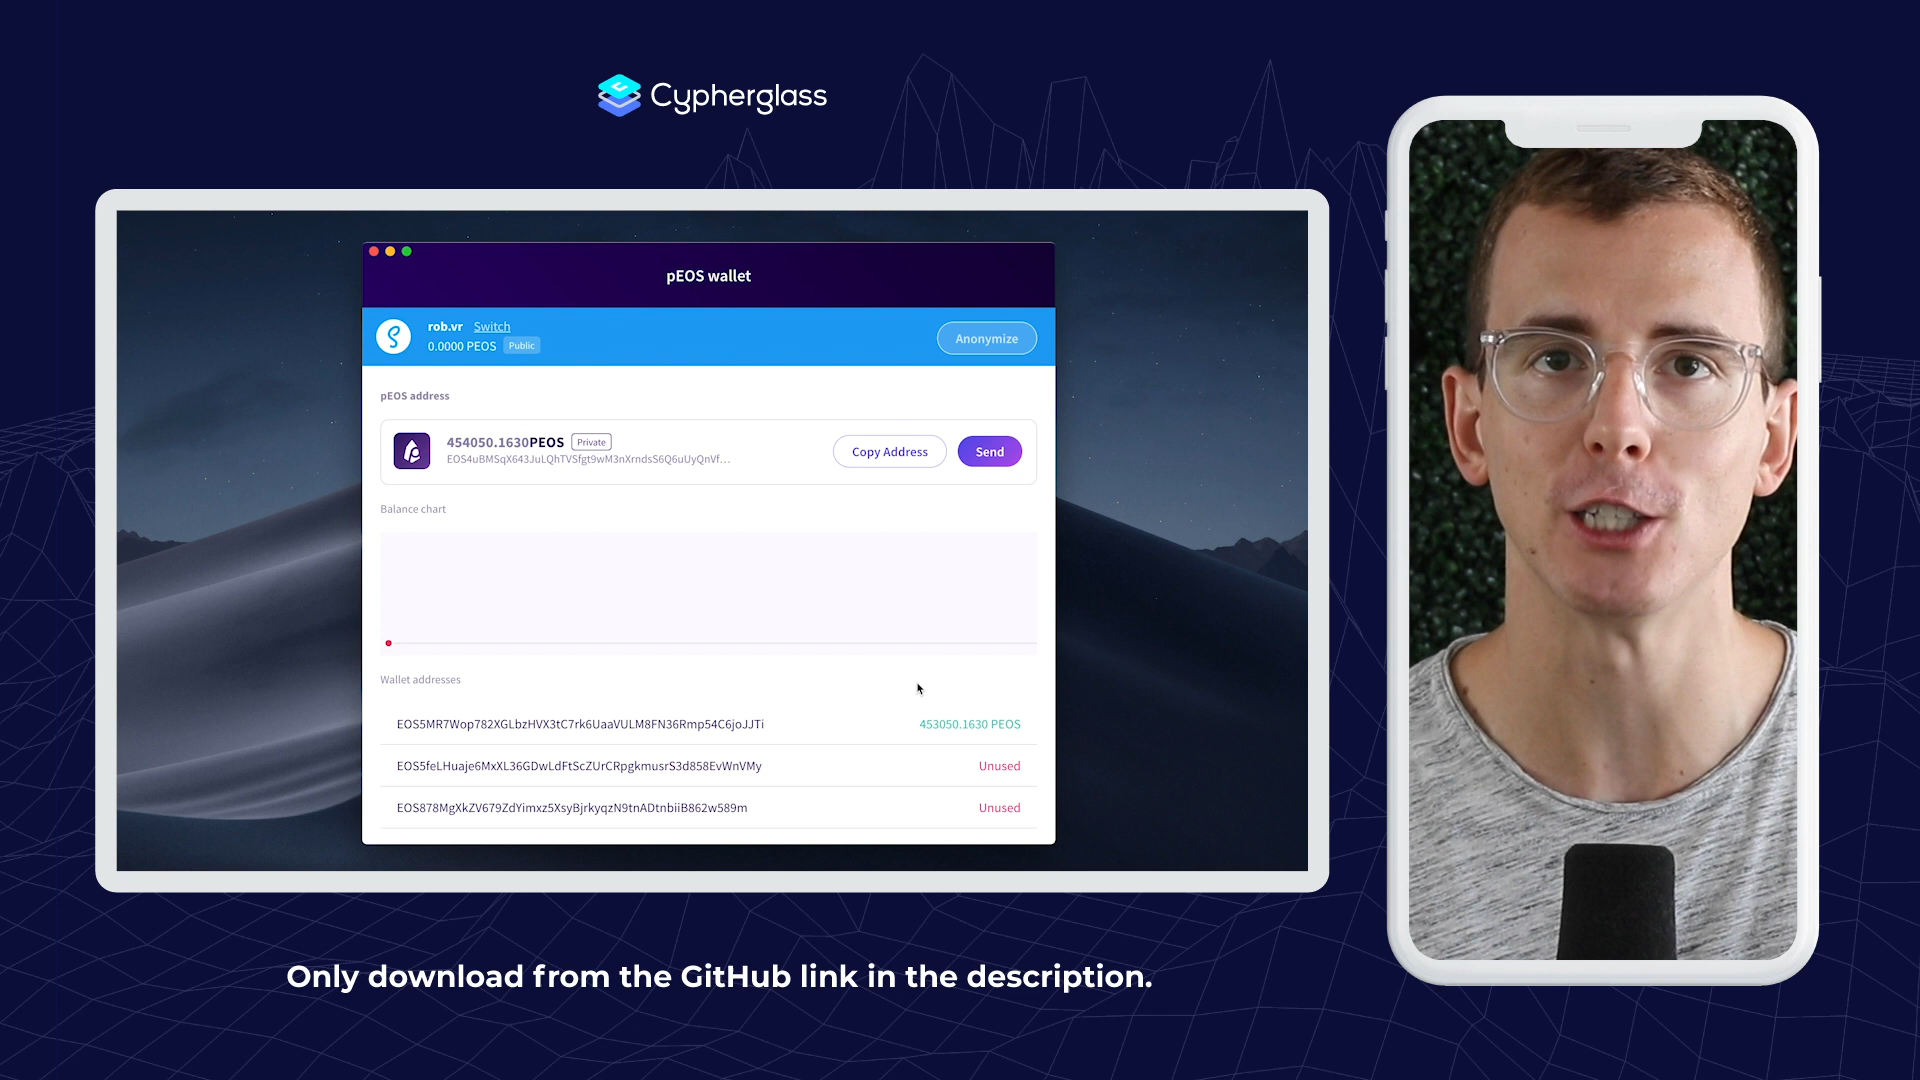 Cypherglass
pEOS wallet
rob.vr Switch
0.0000 PEOS Public
Anonymize
pEOS address
454050.1630PEOS Private
EOS4uBMSqX643JuLQhTVSfgt9wM3nXrndsS6Q6uUyQnVf...
Copy Address
Send
Balance chart
Wallet addresses
EOS5MR7Wop782XGLbzHVX3tC7rk6UaaVULM8FN36Rmp54C6joJJTi 453050.1630 PEOS
EOS5feLHuaje6MxXL36GDwLdFtScZUrCRpgkmusrS3d858EvWnVMy Unused
EOS878MgXkZV679ZdYimxz5XsyBjrkyqzN9tnADtnbiiB862w589m Unused
Only download from the GitHub link in the description.